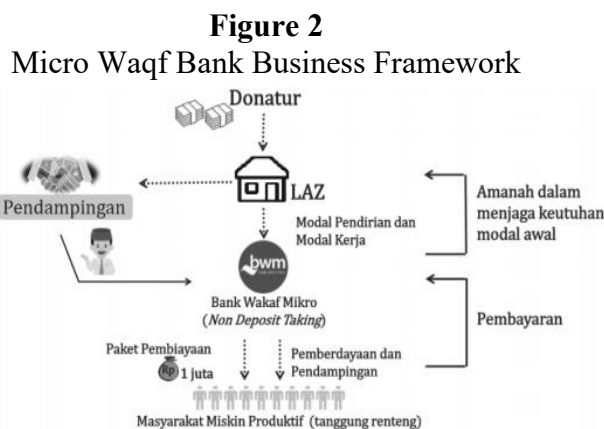 Figure 2
Micro Waqf Bank Business Framework
Donatur
LAZ
Pendampingan
Modal Pendirian dan
Modal Kerja
Amanah dalam
menjaga keutuhan
modal awal
bwm
Bank Wakaf Mikro
(Non Deposit Taking)
Pembayaran
Paket Pembiayaan
Rp 1 juta
Pemberdayaan dan
Pendampingan
Masyarakat Miskin Produktif (tanggung renteng)